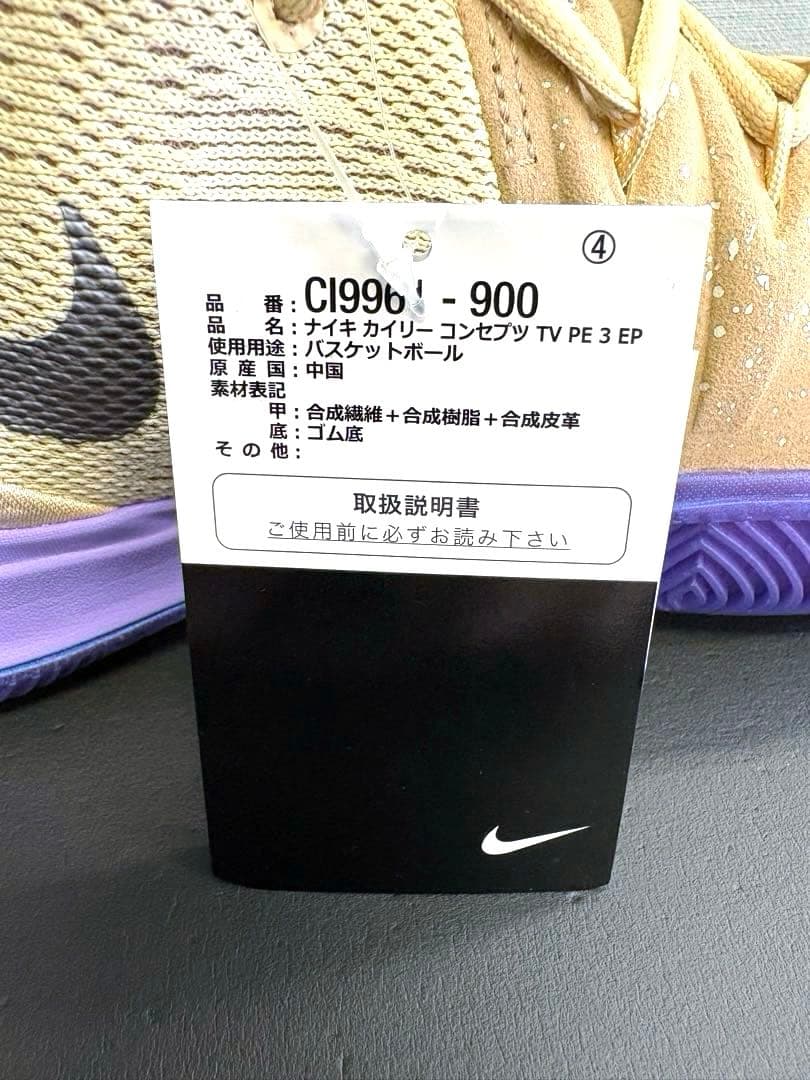 ④
品番：CI996 - 900
品名：ナイキ カイリー コンセプツ TV PE 3 EP
使用用途：バスケットボール
原産国：中国
素材表記
甲：合成繊維＋合成樹脂＋合成皮革
底：ゴム底
その他：
取扱説明書
ご使用前に必ずお読み下さい